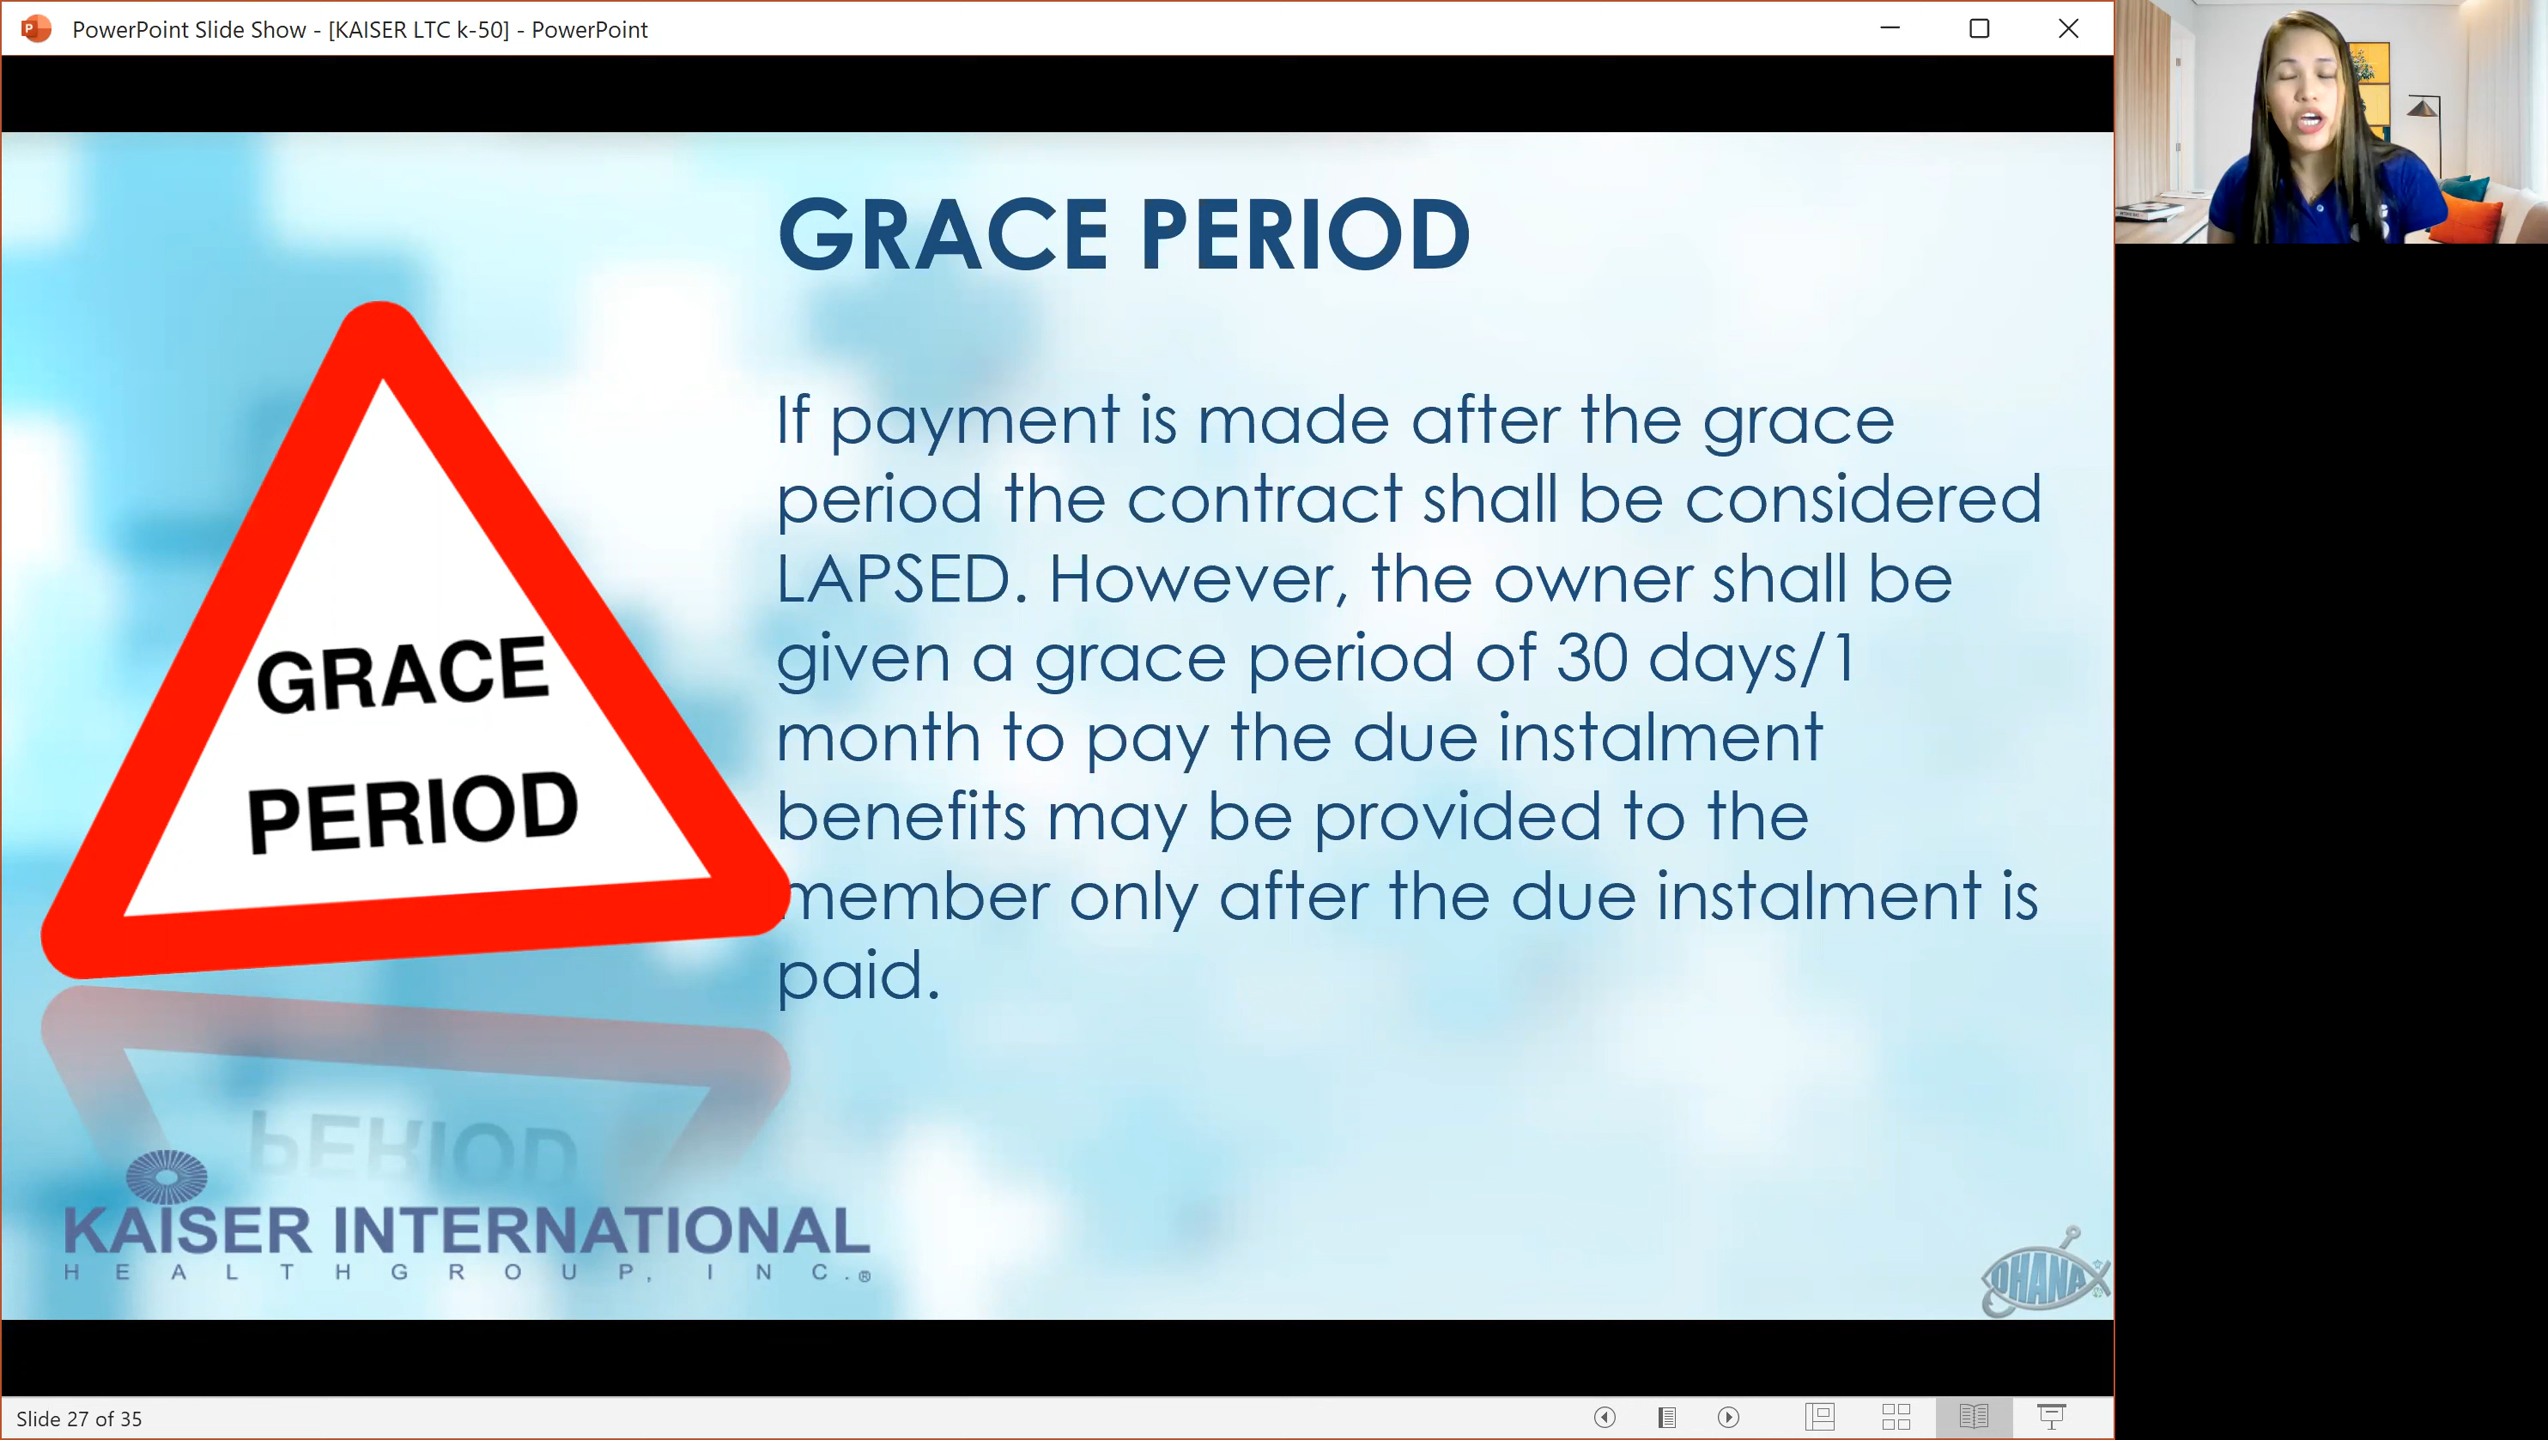 PowerPoint Slide Show - [KAISER LTC k-50] - PowerPoint
GRACE PERIOD
If payment is made after the grace
period the contract shall be considered
LAPSED. However, the owner shall be
given a grace period of 30 days/1
month to pay the due instalment
benefits may be provided to the
member only after the due instalment is
paid.
GRACE
PERIOD
PERIOD
KAISER INTERNATIONAL
HEALTHGROUP, INC.®
OHANA
Slide 27 of 35